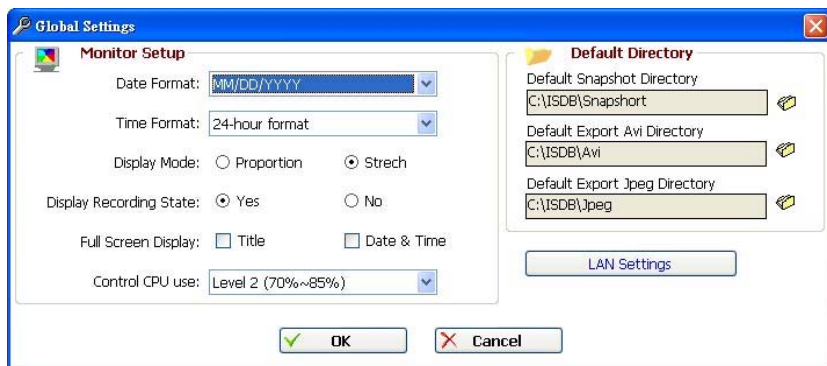 Global Settings
Monitor Setup
Date Format: MM/DD/YYYY
Time Format: 24-hour format
Display Mode: Proportion Strech
Display Recording State: Yes No
Full Screen Display: Title Date & Time
Control CPU use: Level 2 (70%~85%)
Default Directory
Default Snapshot Directory
C:\ISDB\Snapshort
Default Export Avi Directory
C:\ISDB\Avi
Default Export Jpeg Directory
C:\ISDB\Jpeg
LAN Settings
OK Cancel